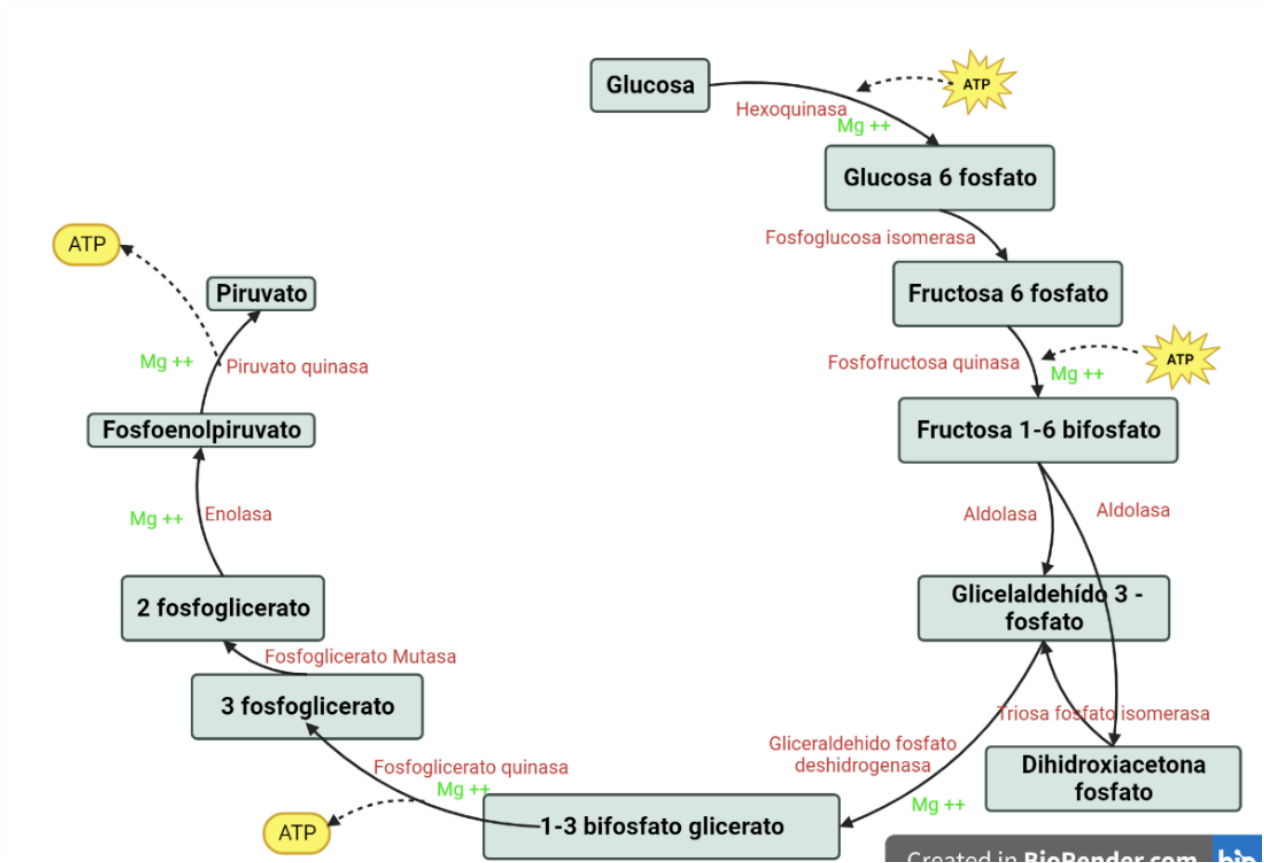 Glucosa
ATP
Hexoquinasa
Mg ++
Glucosa 6 fosfato
Fosfoglucosa isomerasa
Fructosa 6 fosfato
Fosfofructosa quinasa
Mg ++
ATP
Fructosa 1-6 bifosfato
Aldolasa
Aldolasa
Glicelaldehído 3 -
fosfato
Triosa fosfato isomerasa
Dihidroxiacetona
fosfato
Gliceraldehido fosfato
deshidrogenasa
Mg ++
1-3 bifosfato glicerato
Fosfoglicerato quinasa
Mg ++
ATP
3 fosfoglicerato
Fosfoglicerato Mutasa
2 fosfoglicerato
Enolasa
Mg ++
Fosfoenolpiruvato
Piruvato quinasa
Mg ++
ATP
Piruvato
Created in BioRender.com bio